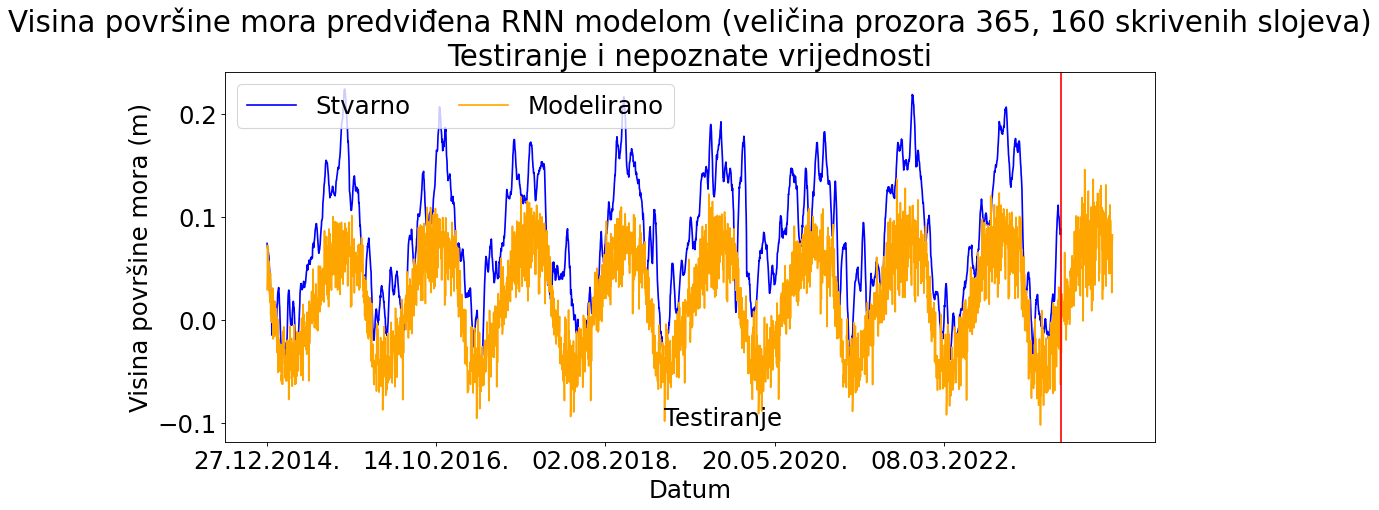 Visina površine mora predviđena RNN modelom (veličina prozora 365, 160 skrivenih slojeva)
Testiranje i nepoznate vrijednosti
Stvarno Modelirano
Visina površine mora (m)
0.2
0.1
0.0
−0.1
Testiranje
27.12.2014. 14.10.2016. 02.08.2018. 20.05.2020. 08.03.2022.
Datum